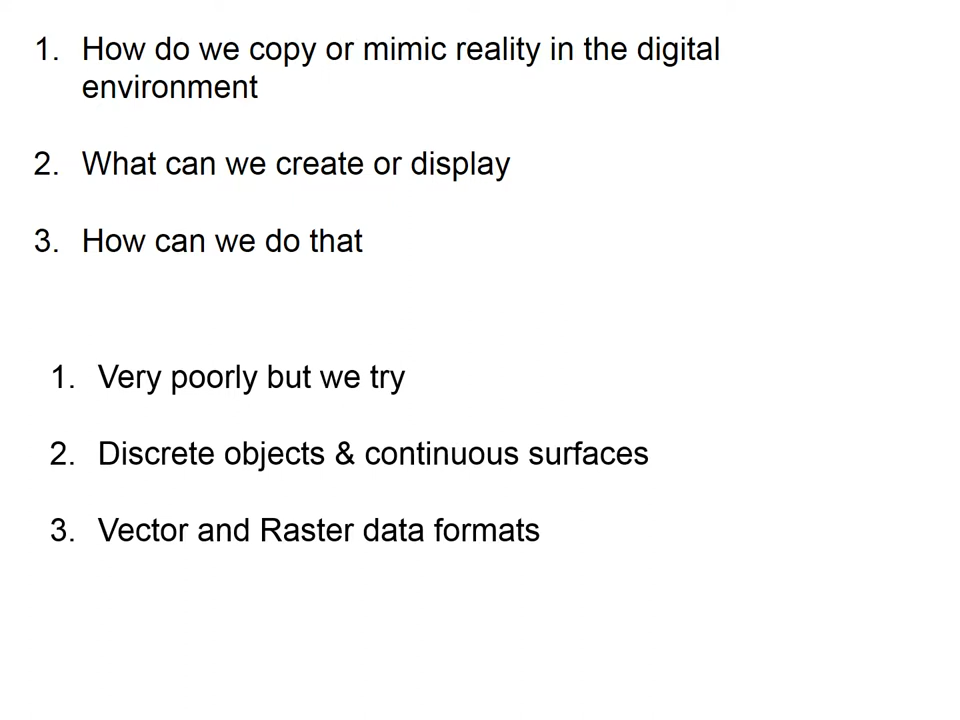 1. How do we copy or mimic reality in the digital
environment
2. What can we create or display
3. How can we do that
1. Very poorly but we try
2. Discrete objects & continuous surfaces
3. Vector and Raster data formats